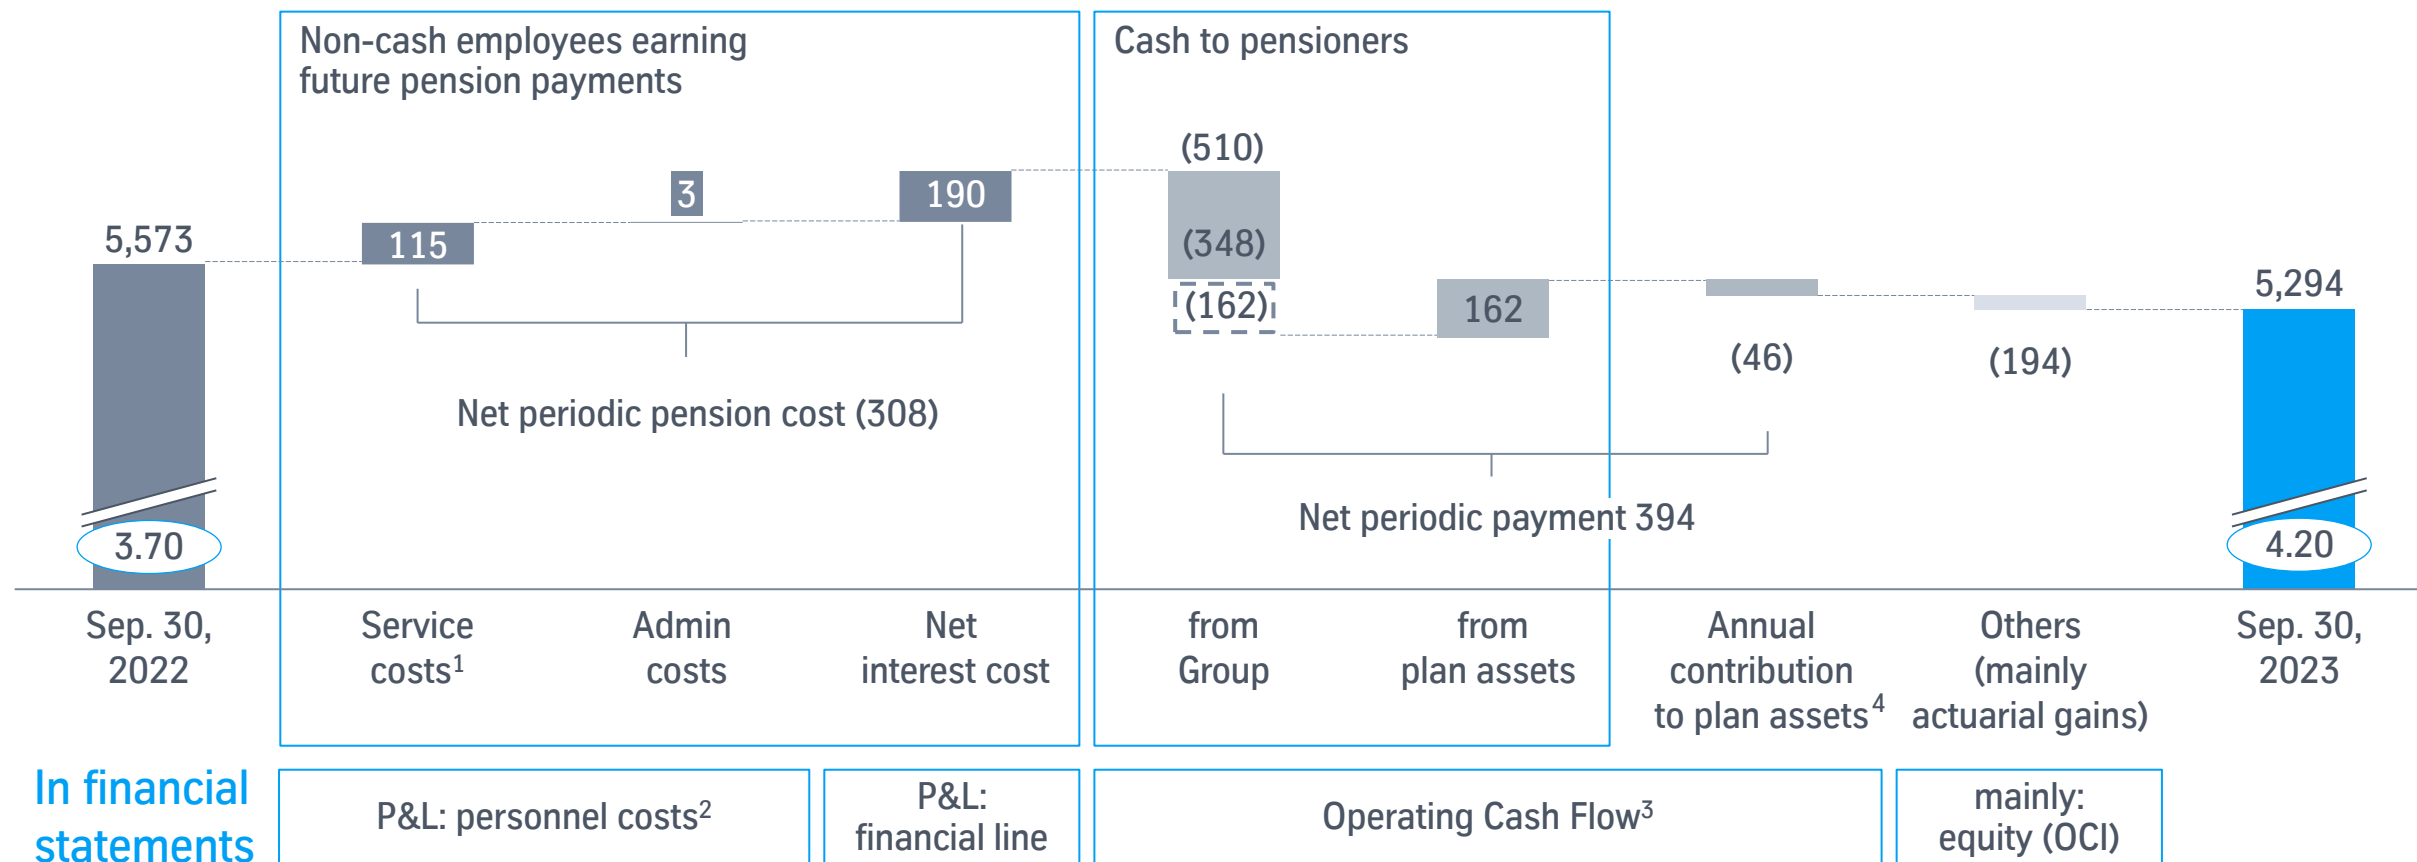 Non-cash employees earning
future pension payments
Cash to pensioners
5,573
115
3
190
(510)
(348)
(162)
162
(46)
(194)
5,294
Net periodic pension cost (308)
Net periodic payment 394
3.70
4.20
Sep. 30,
2022
Service
costs¹
Admin
costs
Net
interest cost
from
Group
from
plan assets
Annual
contribution
to plan assets⁴
Others
(mainly
actuarial gains)
Sep. 30,
2023
In financial
statements
P&L: personnel costs²
P&L:
financial line
Operating Cash Flow³
mainly:
equity (OCI)